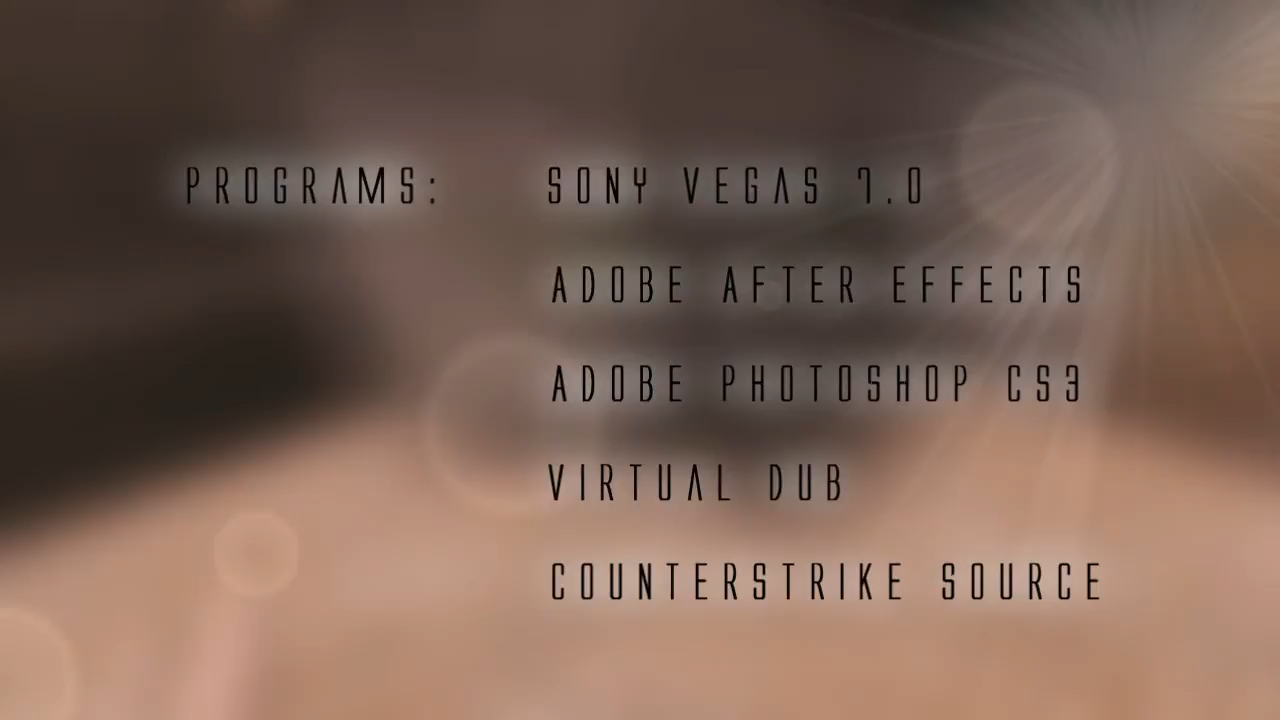 PROGRAMS: SONY VEGAS 7.0
ADOBE AFTER EFFECTS
ADOBE PHOTOSHOP CS3
VIRTUAL DUB
COUNTERSTRIKE SOURCE